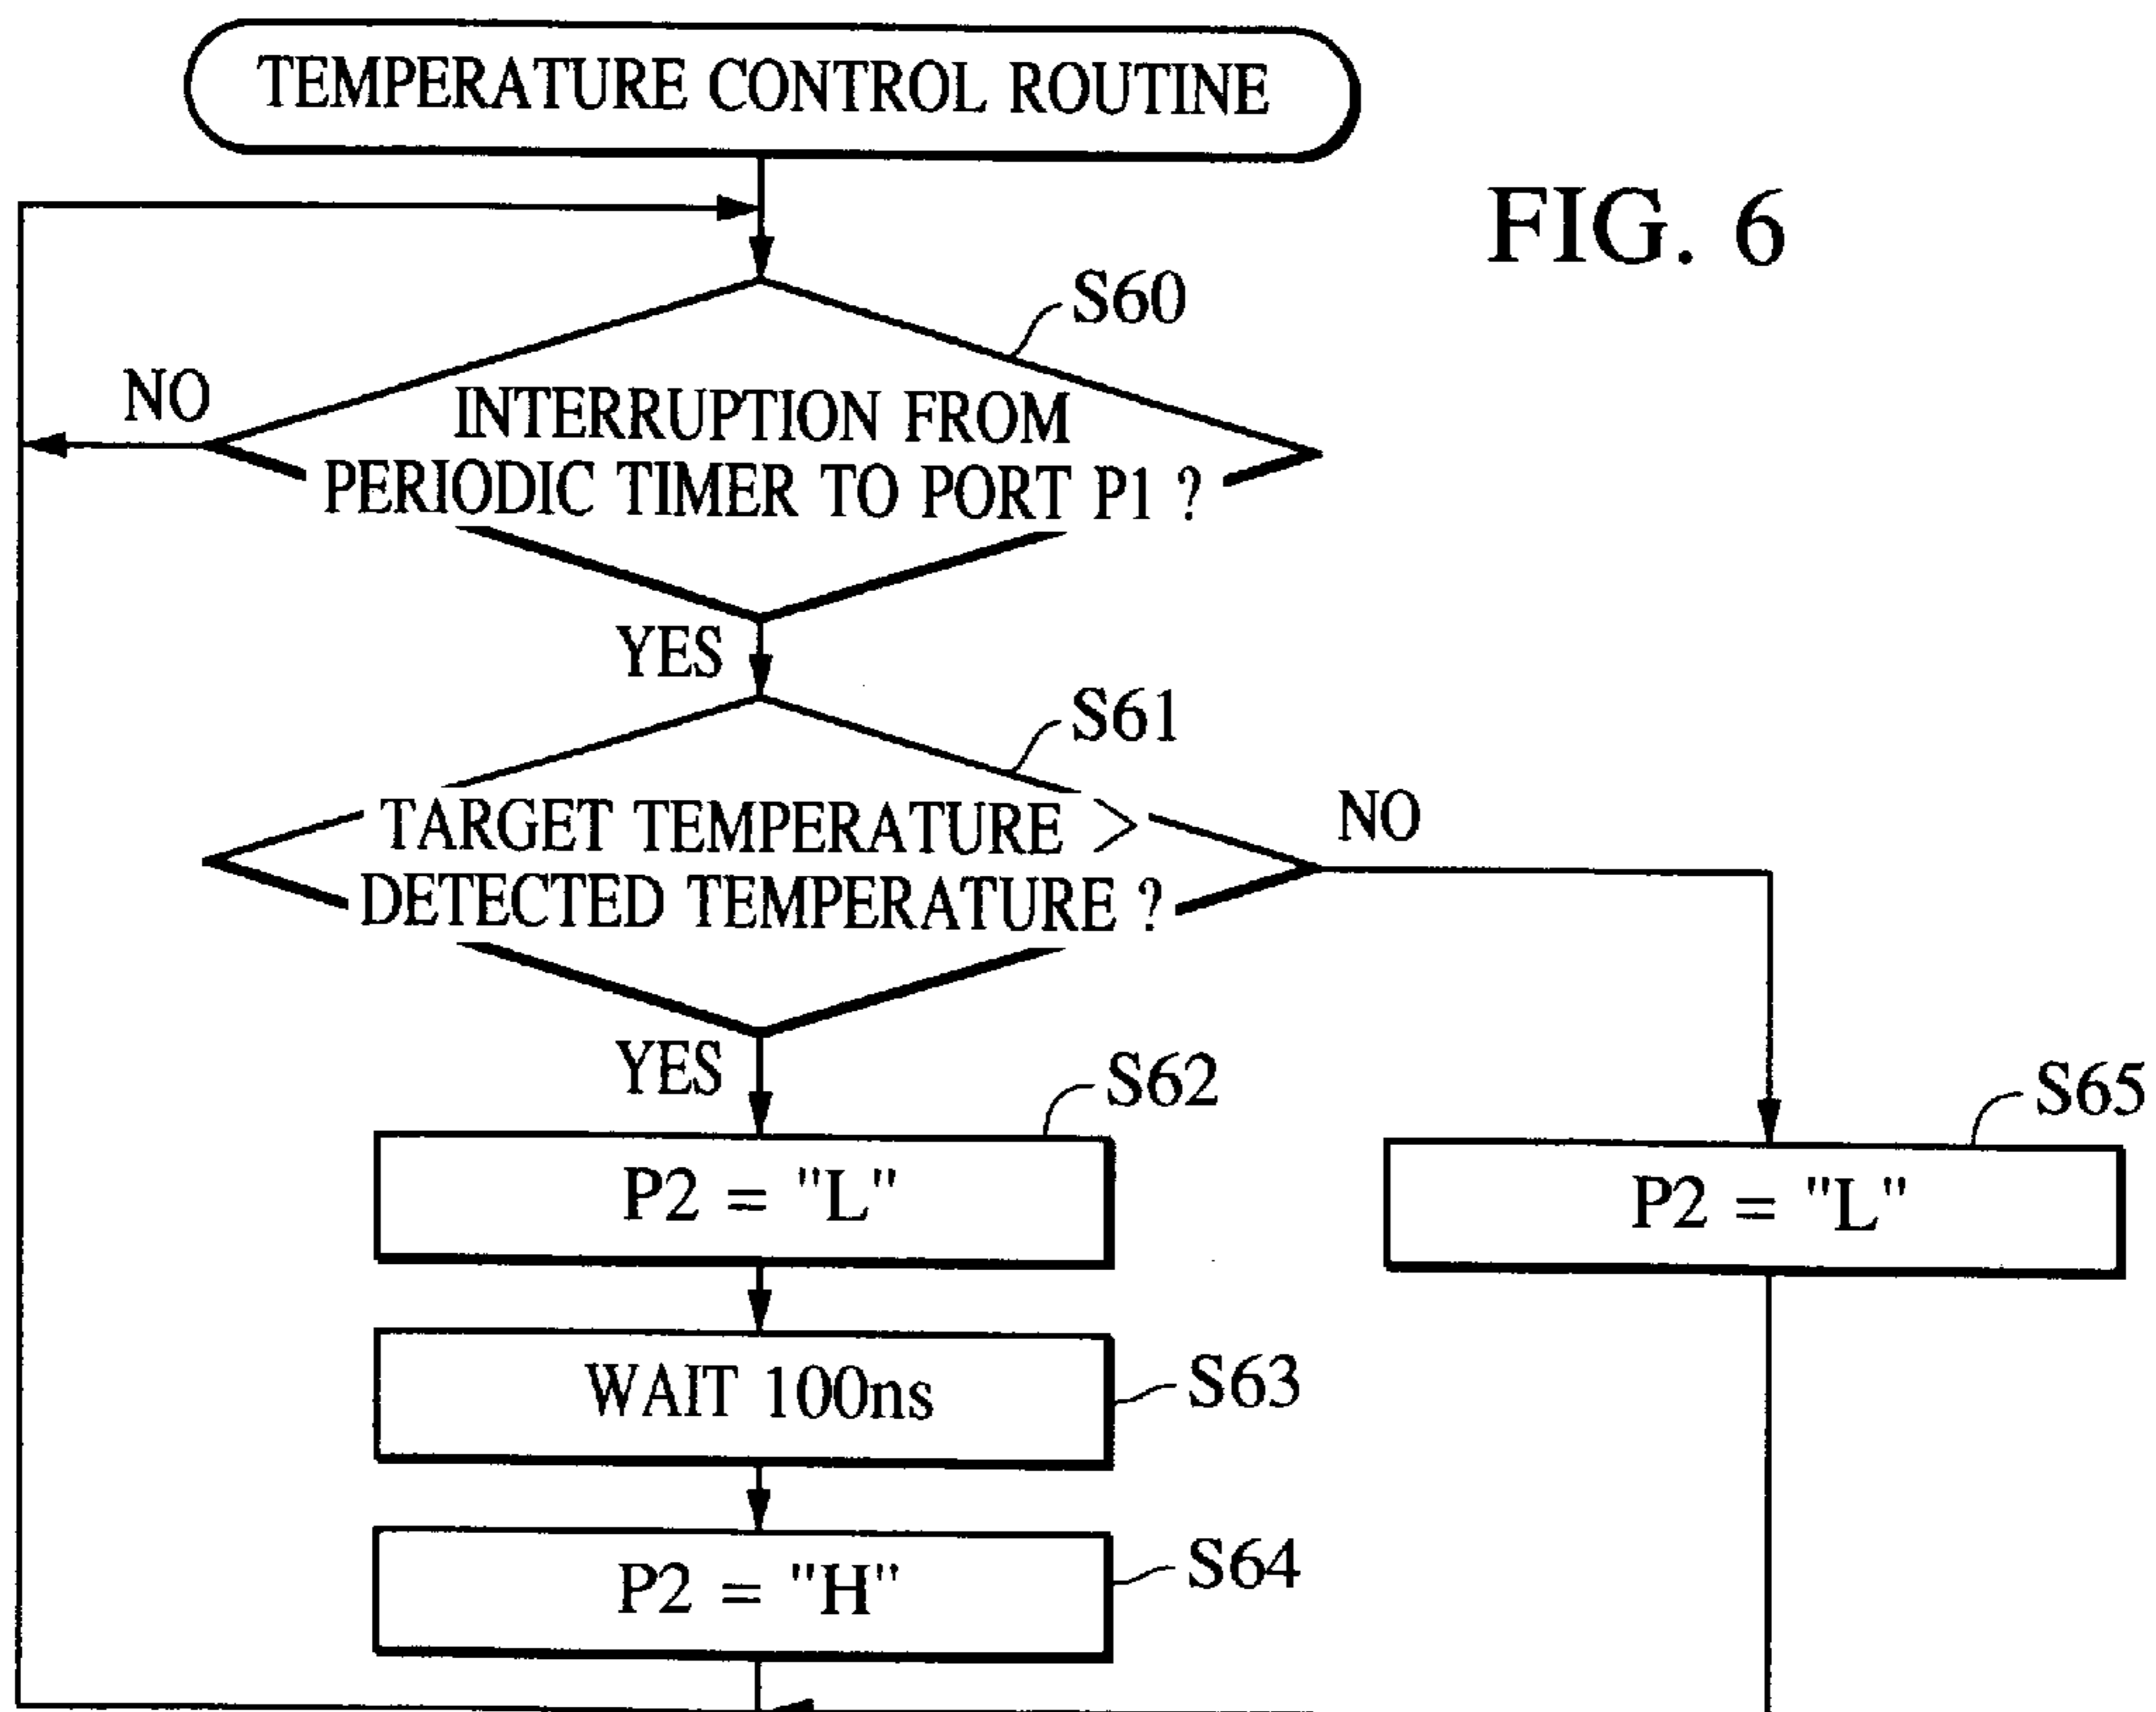 TEMPERATURE CONTROL ROUTINE
FIG. 6
S60
NO
INTERRUPTION FROM
PERIODIC TIMER TO PORT P1 ?
YES
S61
TARGET TEMPERATURE >
DETECTED TEMPERATURE ?
NO
YES
S62
P2 = "L"
S65
P2 = "L"
WAIT 100ns
S63
P2 = "H"
S64